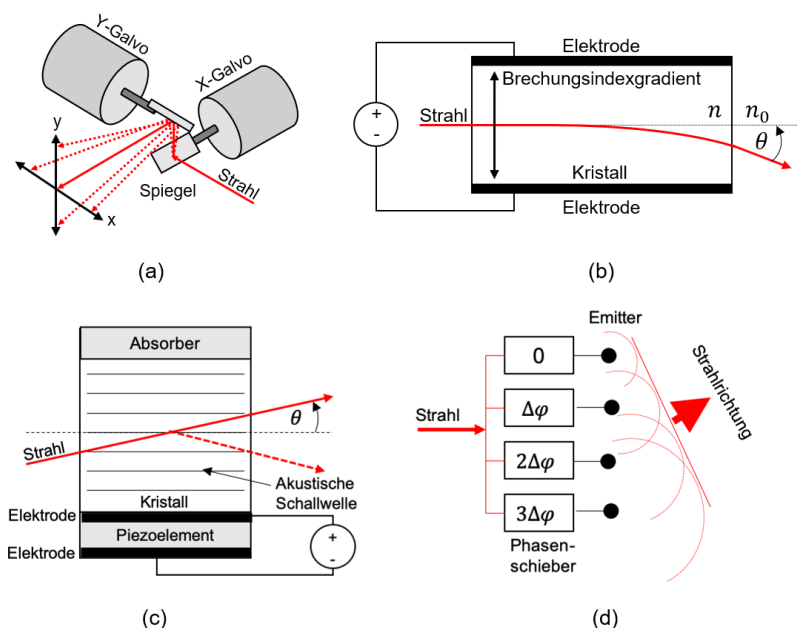 Y-Galvo
X-Galvo
y
x
Spiegel
Strahl
(a)
Elektrode
Brechungsindexgradient
+
-
Strahl
n
n₀
θ
Kristall
Elektrode
(b)
Absorber
θ
Strahl
Akustische
Schallwelle
Kristall
Elektrode
Piezoelement
Elektrode
+
-
(c)
Emitter
0
Strahlrichtung
Strahl
Δφ
2Δφ
3Δφ
Phasen-
schieber
(d)